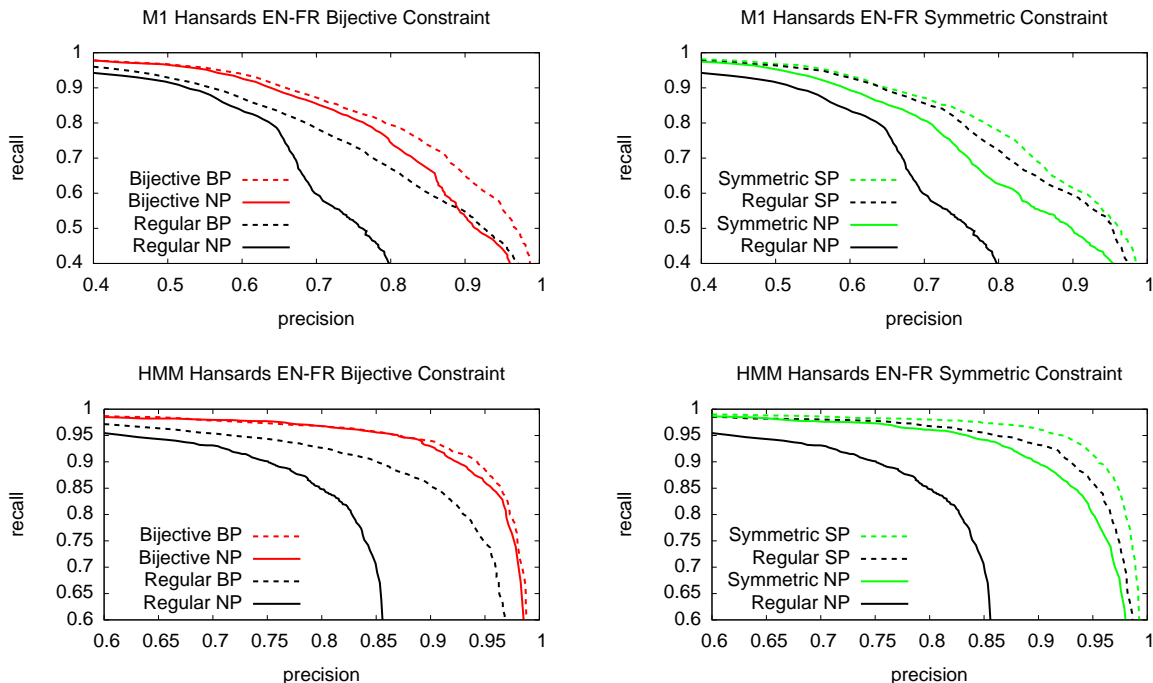 M1 Hansards EN-FR Bijective Constraint
1
0.9
0.8
0.7
0.6
0.5
0.4
recall
Bijective BP
Bijective NP
Regular BP
Regular NP
0.4 0.5 0.6 0.7 0.8 0.9 1
precision
M1 Hansards EN-FR Symmetric Constraint
1
0.9
0.8
0.7
0.6
0.5
0.4
recall
Symmetric SP
Regular SP
Symmetric NP
Regular NP
0.4 0.5 0.6 0.7 0.8 0.9 1
precision
HMM Hansards EN-FR Bijective Constraint
1
0.95
0.9
0.85
0.8
0.75
0.7
0.65
0.6
recall
Bijective BP
Bijective NP
Regular BP
Regular NP
0.6 0.65 0.7 0.75 0.8 0.85 0.9 0.95 1
precision
HMM Hansards EN-FR Symmetric Constraint
1
0.95
0.9
0.85
0.8
0.75
0.7
0.65
0.6
recall
Symmetric SP
Regular SP
Symmetric NP
Regular NP
0.6 0.65 0.7 0.75 0.8 0.85 0.9 0.95 1
precision